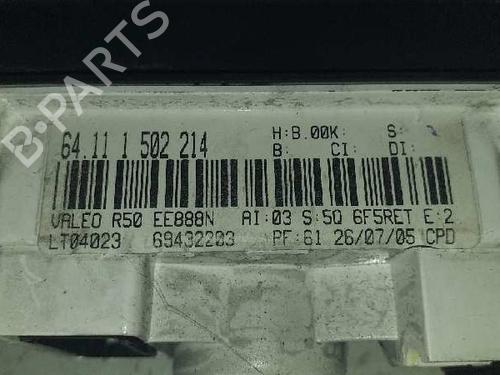 B-PARTS
64.11 1 502 214 H:B.00K: S:
B: CI: DI:
VALEO R50 EE888N AI:03 S:5Q 6F5RET E:2
LT04023 69432203 PF:61 26/07/05 CPD